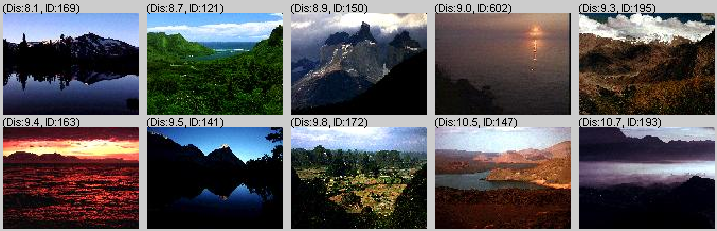 (Dis:8.1, ID:169)
(Dis:8.7, ID:121)
(Dis:8.9, ID:150)
(Dis:9.0, ID:602)
(Dis:9.3, ID:195)
(Dis:9.4, ID:163)
(Dis:9.5, ID:141)
(Dis:9.8, ID:172)
(Dis:10.5, ID:147)
(Dis:10.7, ID:193)